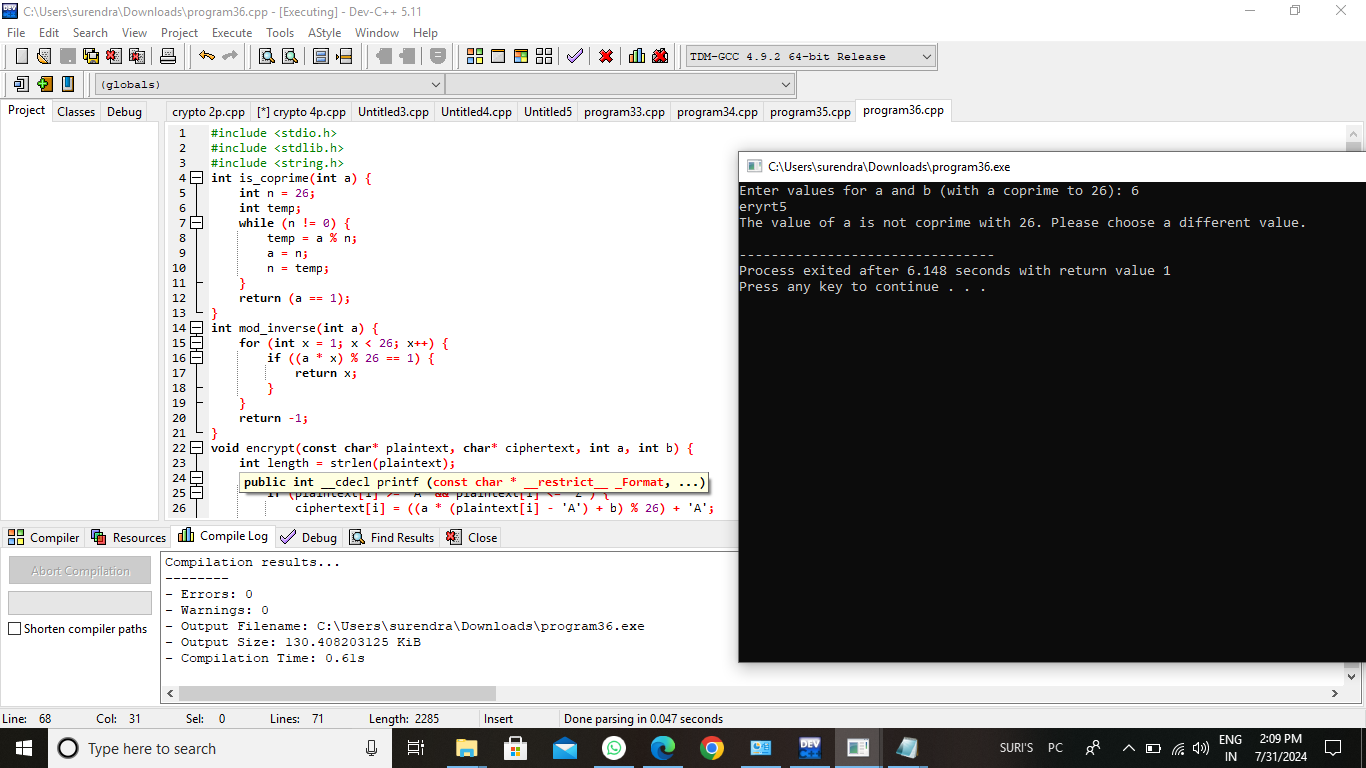 C:\Users\surendra\Downloads\program36.cpp - [Executing] - Dev-C++ 5.11
File Edit Search View Project Execute Tools AStyle Window Help
TDM-GCC 4.9.2 64-bit Release
(globals)
Project Classes Debug
crypto 2p.cpp [*] crypto 4p.cpp Untitled3.cpp Untitled4.cpp Untitled5 program33.cpp program34.cpp program35.cpp program36.cpp
1 #include <stdio.h>
2 #include <stdlib.h>
3 #include <string.h>
4 int is_coprime(int a) {
5 int n = 26;
6 int temp;
7 while (n != 0) {
8 temp = a % n;
9 a = n;
10 n = temp;
11 }
12 return (a == 1);
13 }
14 int mod_inverse(int a) {
15 for (int x = 1; x < 26; x++) {
16 if ((a * x) % 26 == 1) {
17 return x;
18 }
19 }
20 return -1;
21 }
22 void encrypt(const char* plaintext, char* ciphertext, int a, int b) {
23 int length = strlen(plaintext);
24
public int __cdecl printf (const char * __restrict__ _Format, ...)
25 if (plaintext[i] >= 'A' && plaintext[i] <= 'Z') {
26 ciphertext[i] = ((a * (plaintext[i] - 'A') + b) % 26) + 'A';
C:\Users\surendra\Downloads\program36.exe
Enter values for a and b (with a coprime to 26): 6
eryrt5
The value of a is not coprime with 26. Please choose a different value.
--------------------------------
Process exited after 6.148 seconds with return value 1
Press any key to continue . . .
Compiler Resources Compile Log Debug Find Results Close
Abort Compilation
Shorten compiler paths
Compilation results...
--------
- Errors: 0
- Warnings: 0
- Output Filename: C:\Users\surendra\Downloads\program36.exe
- Output Size: 130.408203125 KiB
- Compilation Time: 0.61s
Line: 68 Col: 31 Sel: 0 Lines: 71 Length: 2285 Insert Done parsing in 0.047 seconds
Type here to search
DEV
SURI'S PC
ENG
IN
2:09 PM
7/31/2024